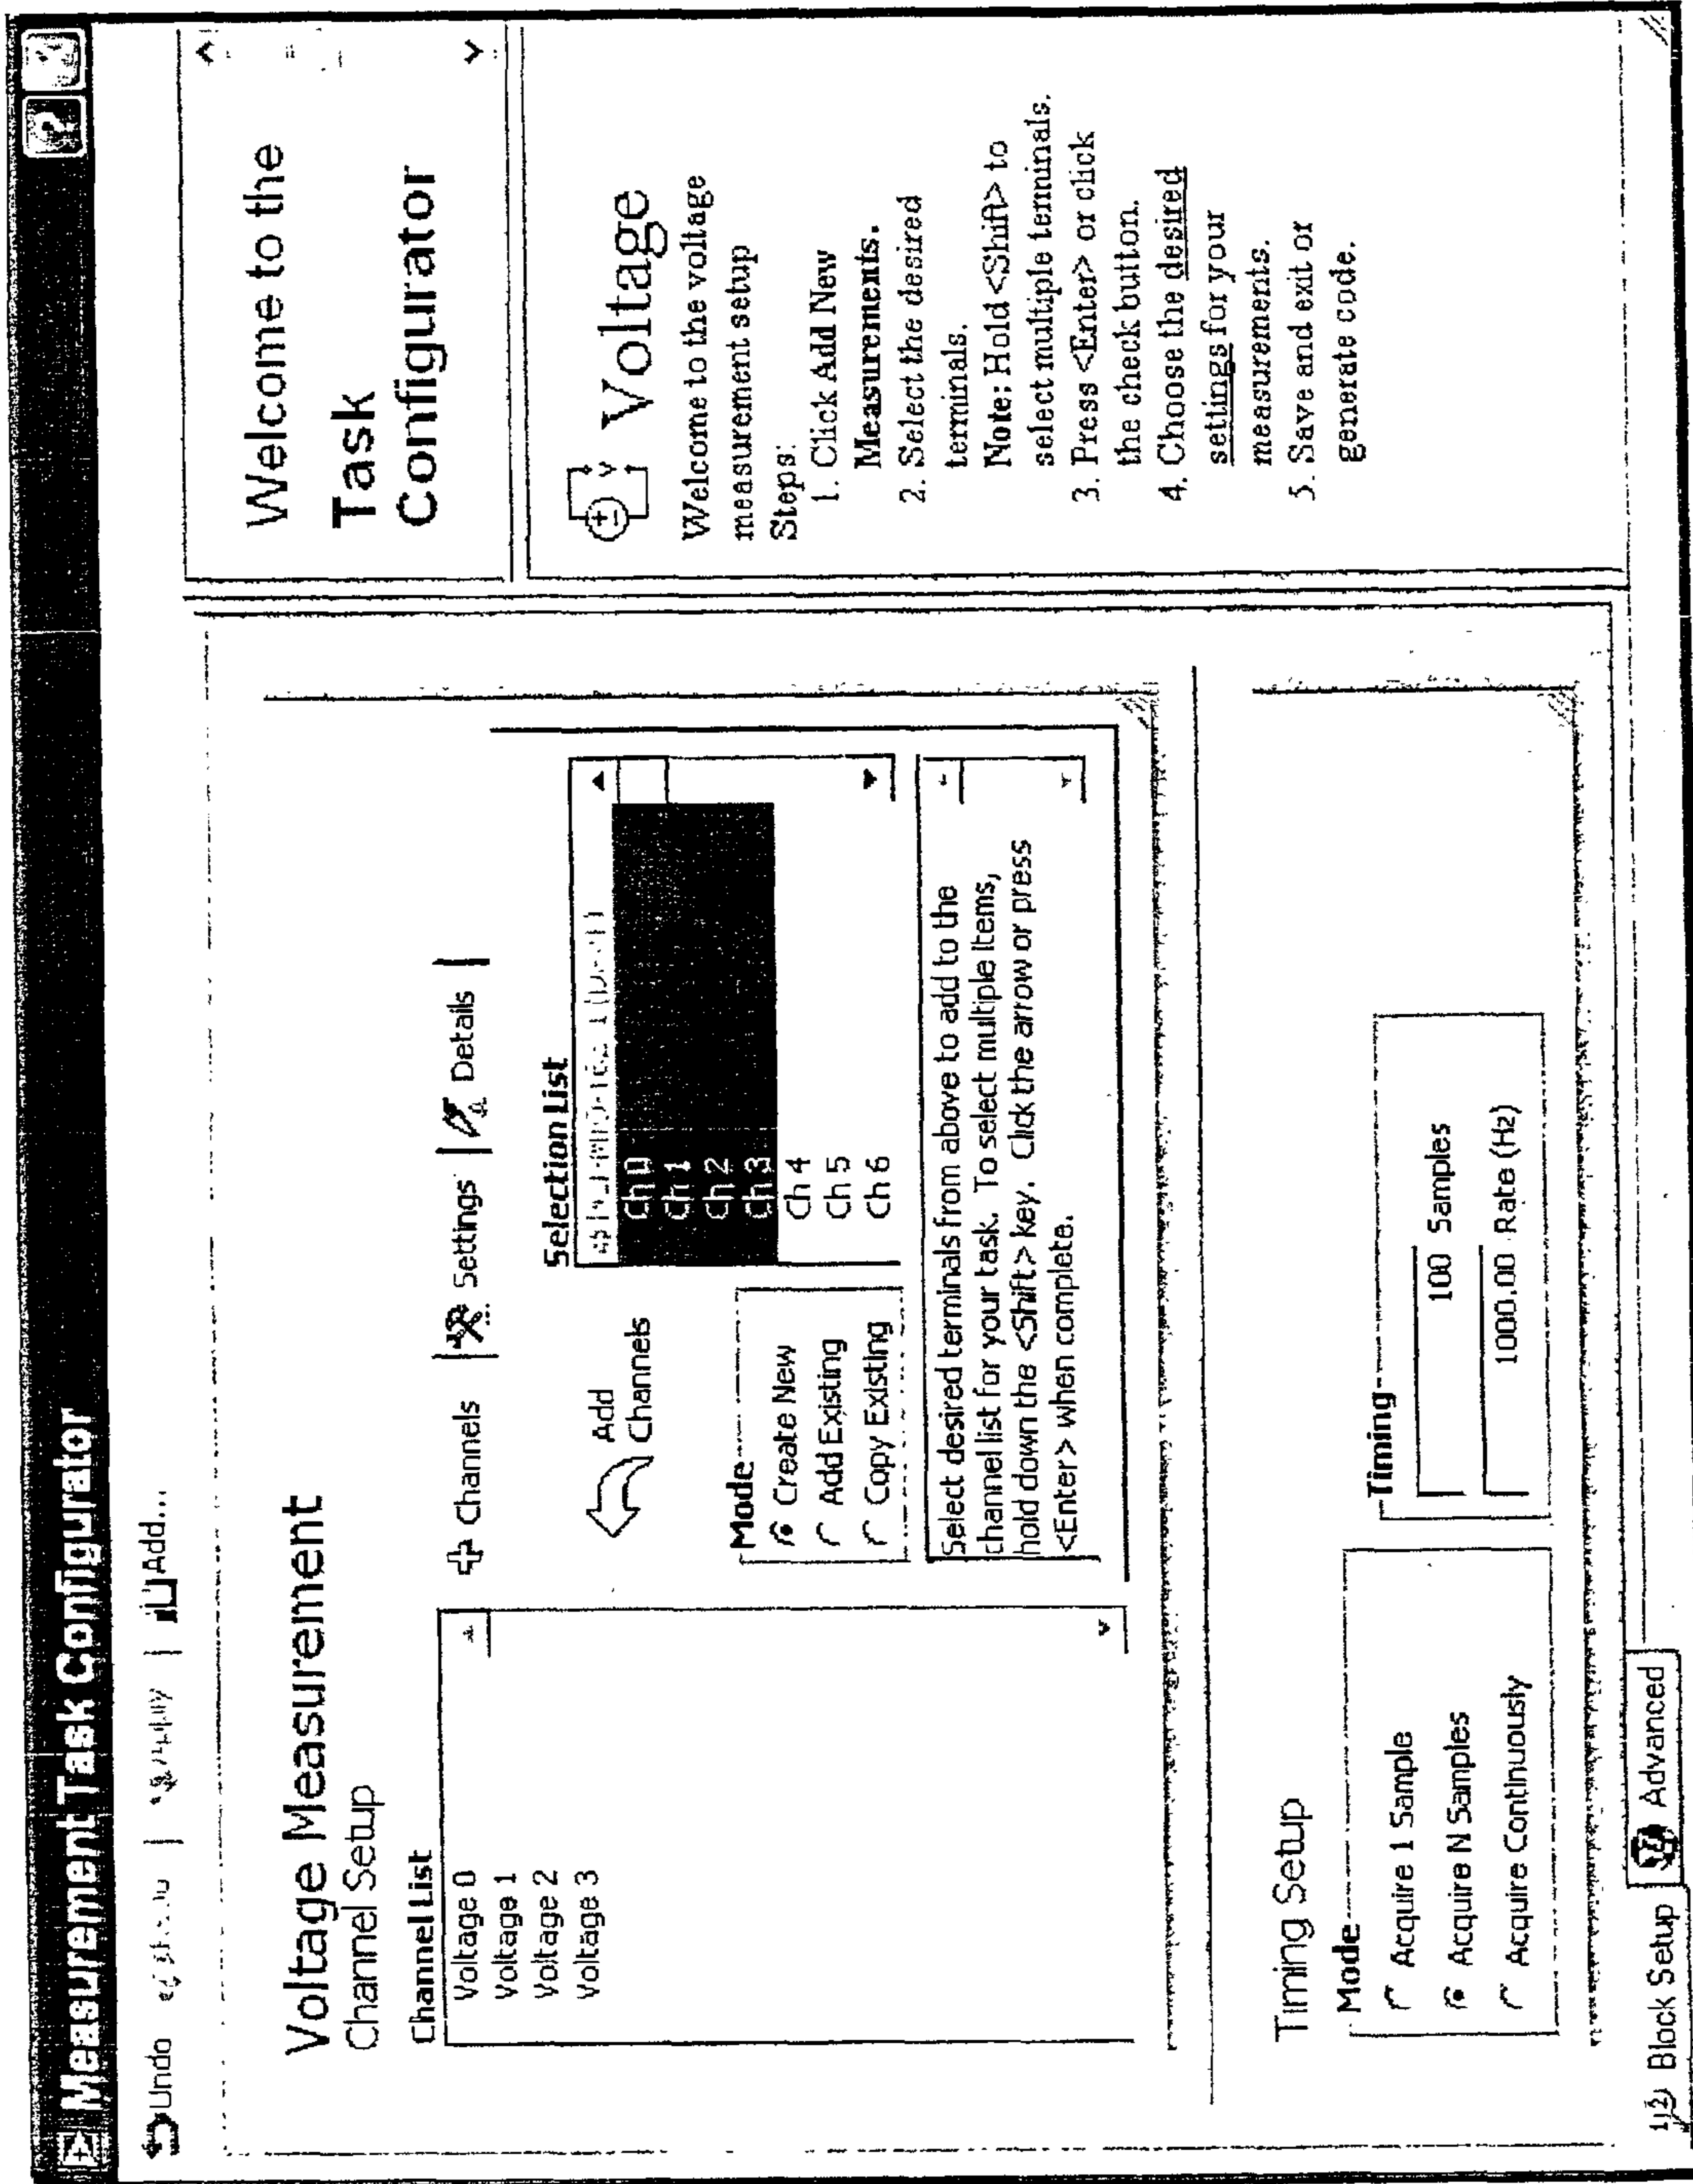 Measurement Task Configurator
Undo
Add...
Voltage Measurement
Channel Setup
Channel List
Voltage 0
Voltage 1
Voltage 2
Voltage 3
Channels
Settings
Details
Add
Channels
Mode
Create New
Add Existing
Copy Existing
Selection List
Ch 0
Ch 1
Ch 2
Ch 3
Ch 4
Ch 5
Ch 6
Select desired terminals from above to add to the
channel list for your task. To select multiple items,
hold down the <Shift> key. Click the arrow or press
<Enter> when complete.
Timing Setup
Mode
Acquire 1 Sample
Acquire N Samples
Acquire Continuously
Timing
100 Samples
1000.00 Rate (Hz)
Block Setup
Advanced
Welcome to the
Task
Configurator
Voltage
Welcome to the voltage
measurement setup
Steps:
1. Click Add New
Measurements.
2. Select the desired
terminals.
Note: Hold <Shift> to
select multiple terminals.
3. Press <Enter> or click
the check button.
4. Choose the desired
settings for your
measurements.
5. Save and exit or
generate code.